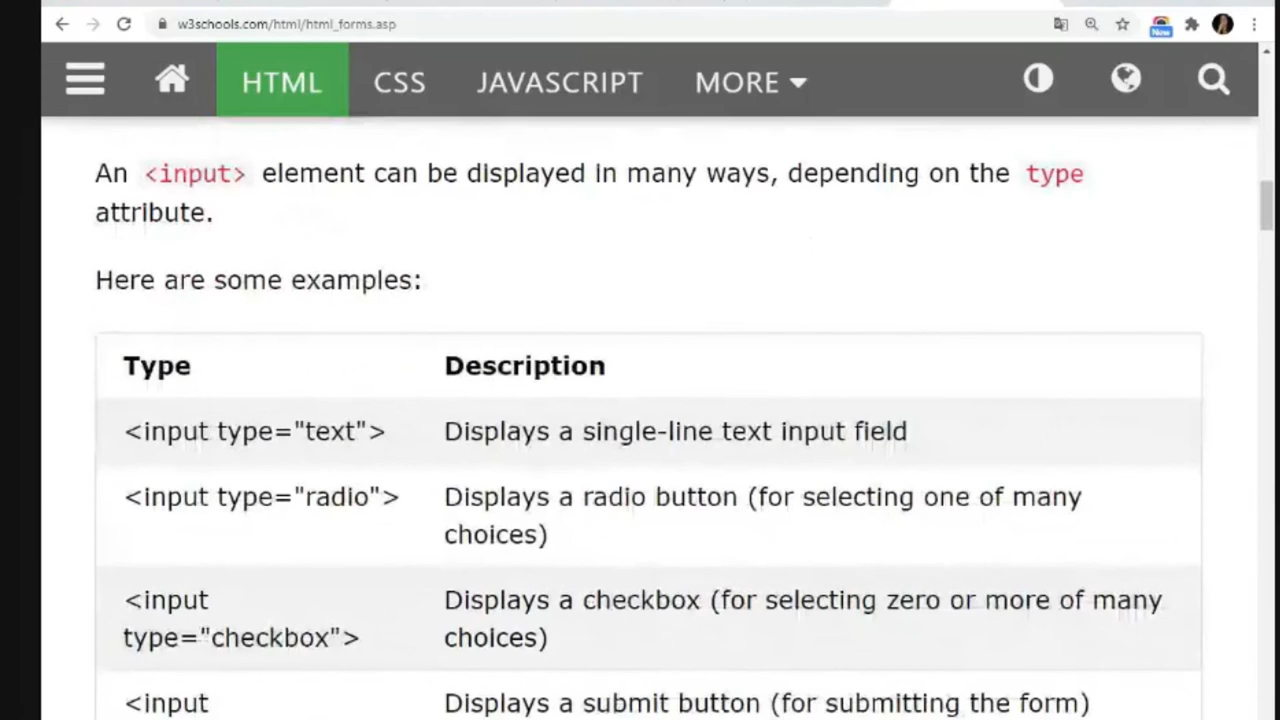 w3schools.com/html/html_forms.asp
New
HTML CSS JAVASCRIPT MORE
An <input> element can be displayed in many ways, depending on the type
attribute.
Here are some examples:
Type Description
<input type="text"> Displays a single-line text input field
<input type="radio"> Displays a radio button (for selecting one of many
choices)
<input Displays a checkbox (for selecting zero or more of many
type="checkbox"> choices)
<input Displays a submit button (for submitting the form)